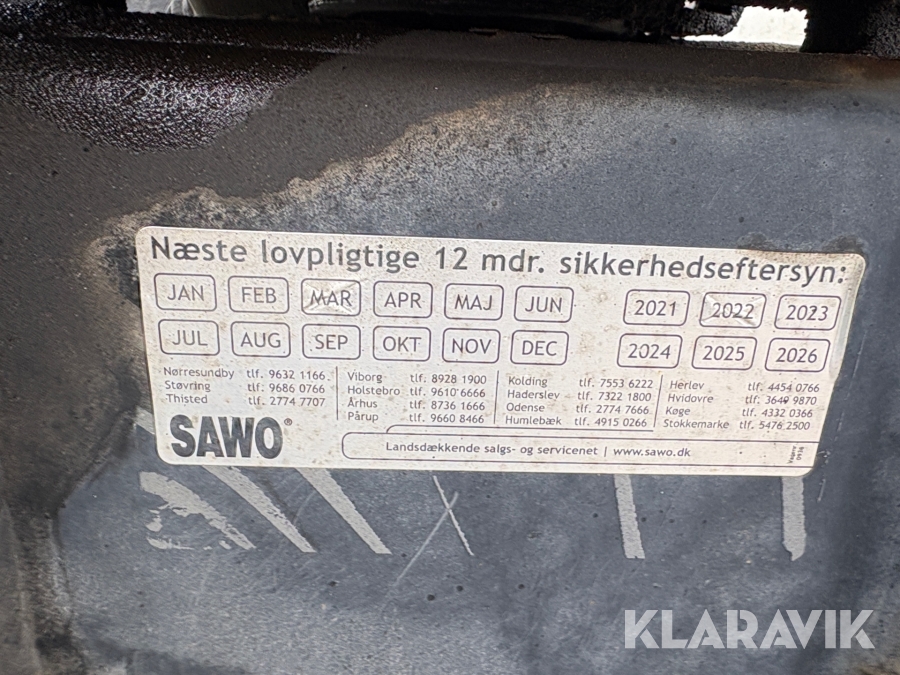 Næste lovpligtige 12 mdr. sikkerhedseftersyn:
JAN FEB MAR APR MAJ JUN 2021 2022 2023
JUL AUG SEP OKT NOV DEC 2024 2025 2026
Nørresundby tlf. 9632 1166 Viborg tlf. 8928 1900 Kolding tlf. 7553 6222 Herlev tlf. 4454 0766
Støvring tlf. 9686 0766 Holstebro tlf. 9610 6666 Haderslev tlf. 7322 1800 Hvidovre tlf. 3649 9870
Thisted tlf. 2774 7707 Århus tlf. 8736 1666 Odense tlf. 2774 7666 Køge tlf. 4332 0366
Pårup tlf. 9660 8466 Humlebæk tlf. 4915 0266 Stokkemarke tlf. 5476 2500
SAWO®
Landsdækkende salgs- og servicenet | www.sawo.dk
KLARAVIK